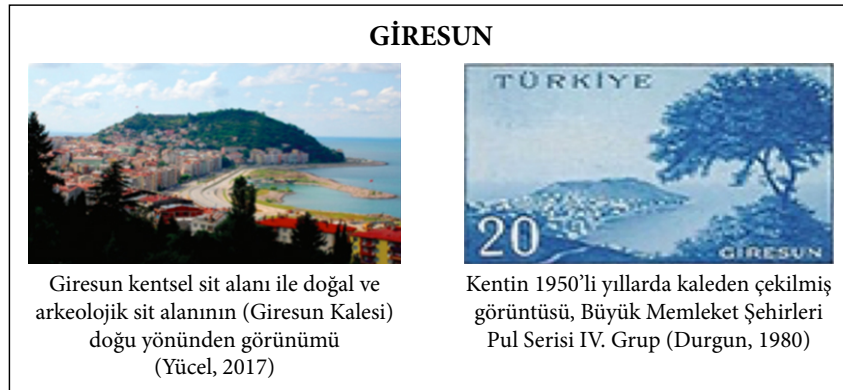 GİRESUN
Giresun kentsel sit alanı ile doğal ve
arkeolojik sit alanının (Giresun Kalesi)
doğu yönünden görünümü
(Yücel, 2017)
TÜRKİYE
20
GIRESUN
Kentin 1950’li yıllarda kaleden çekilmiş
görüntüsü, Büyük Memleket Şehirleri
Pul Serisi IV. Grup (Durgun, 1980)